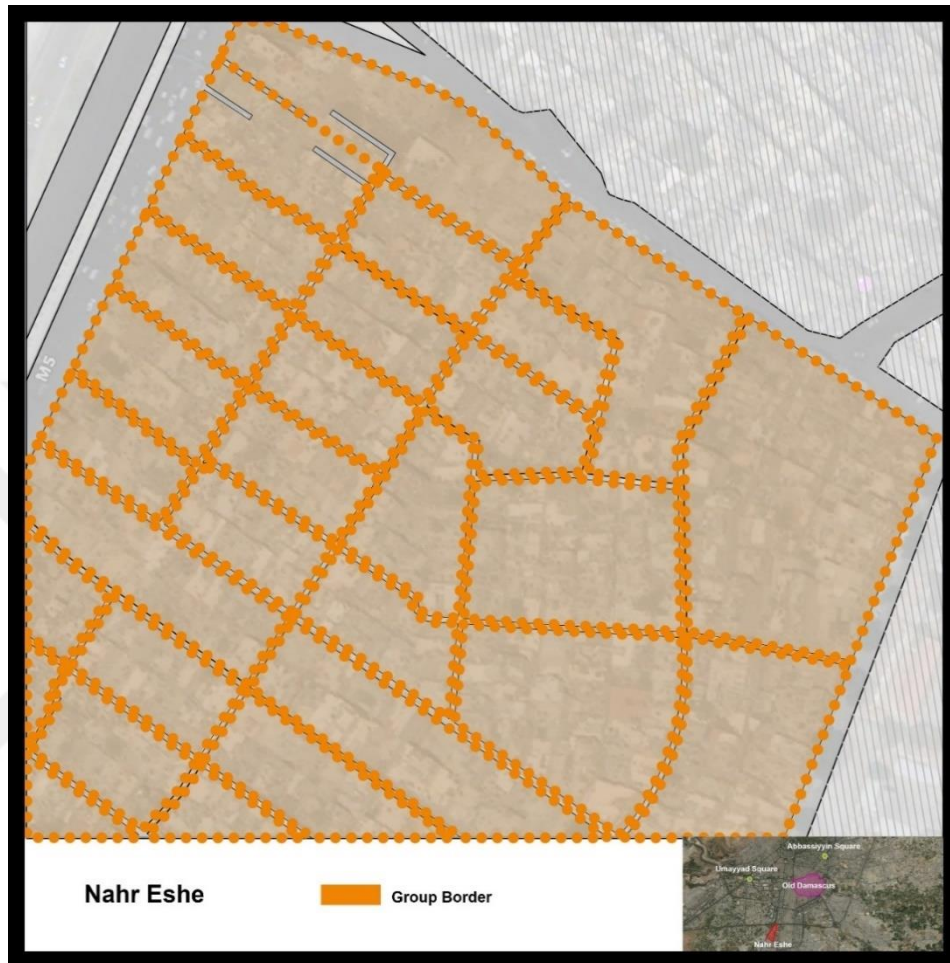 M5
Nahr Eshe
Group Border
Abbassiyyin Square
Umayyad Square
Old Damascus
Nahr Eshe